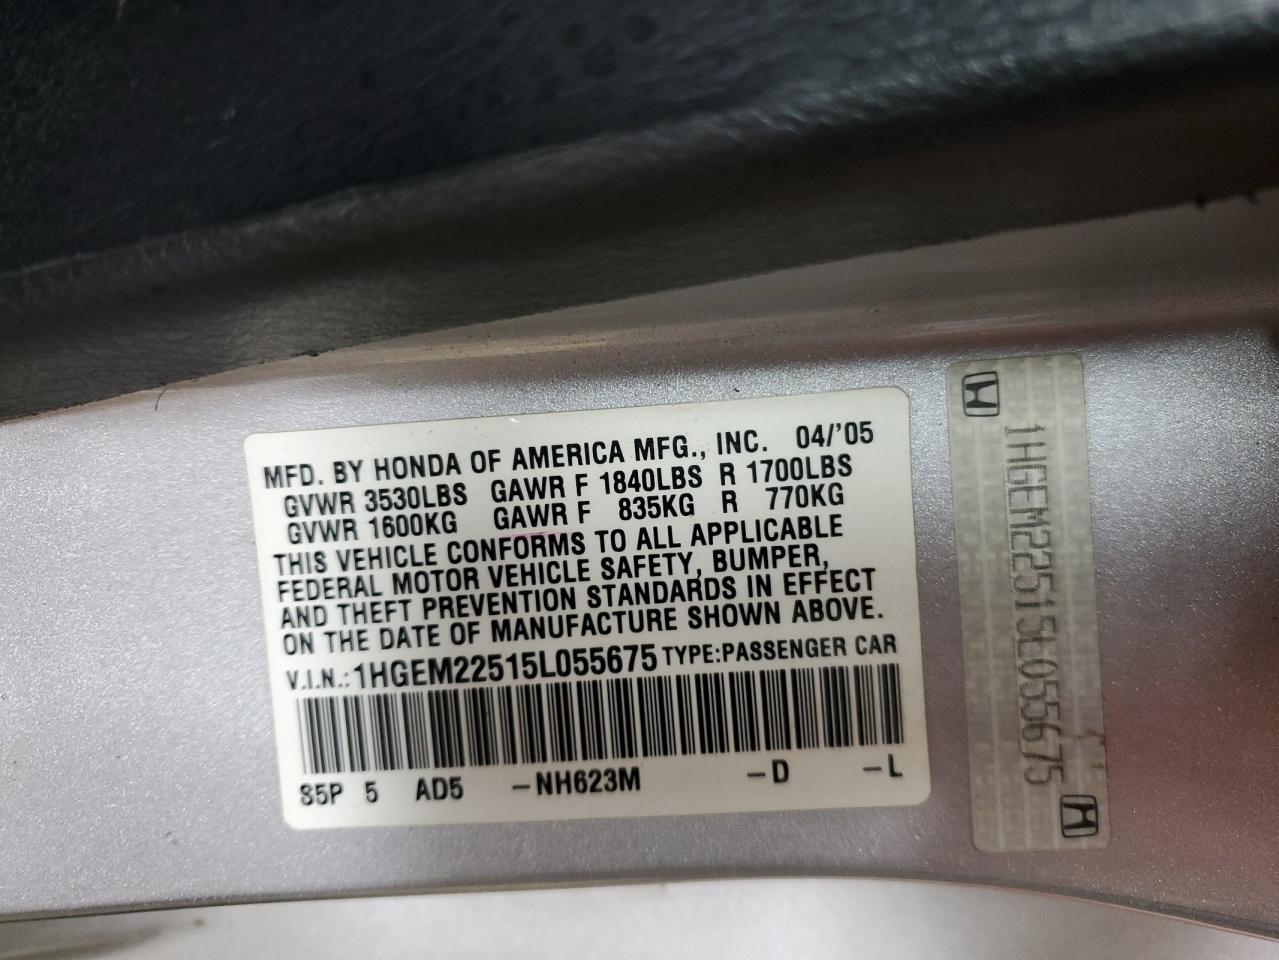 MFD. BY HONDA OF AMERICA MFG., INC. 04/'05
GVWR 3530LBS GAWR F 1840LBS R 1700LBS
GVWR 1600KG GAWR F 835KG R 770KG
THIS VEHICLE CONFORMS TO ALL APPLICABLE
FEDERAL MOTOR VEHICLE SAFETY, BUMPER,
AND THEFT PREVENTION STANDARDS IN EFFECT
ON THE DATE OF MANUFACTURE SHOWN ABOVE.
V.I.N.: 1HGEM22515L055675 TYPE:PASSENGER CAR
S5P 5 AD5 -NH623M -D -L
1HGEM22515L055675